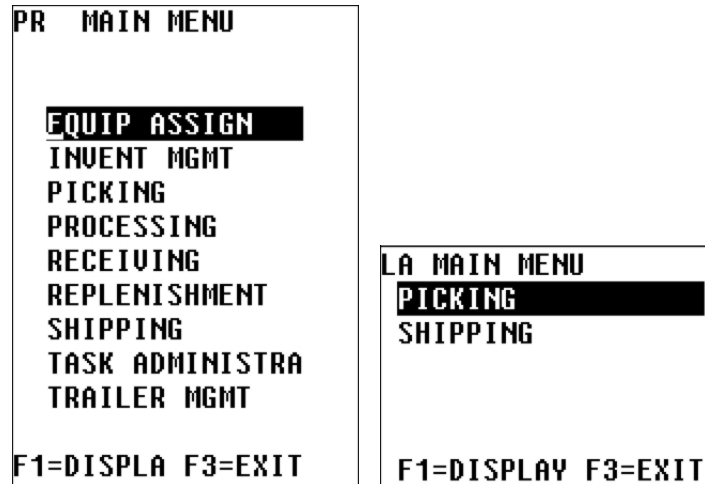 PR MAIN MENU
EQUIP ASSIGN
INVENT MGMT
PICKING
PROCESSING
RECEIVING
REPLENISHMENT
SHIPPING
TASK ADMINISTRA
TRAILER MGMT
F1=DISPLA F3=EXIT
LA MAIN MENU
PICKING
SHIPPING
F1=DISPLAY F3=EXIT